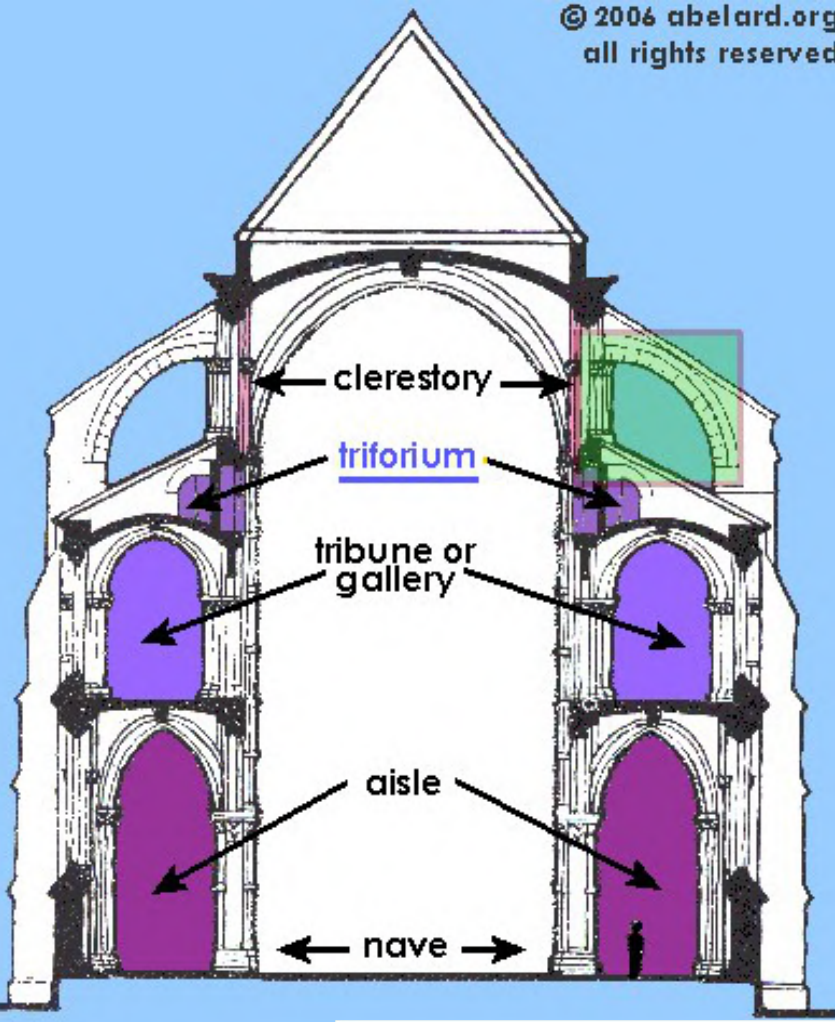 © 2006 abelard.org
all rights reserved
clerestory
triforium
tribune or
gallery
aisle
nave